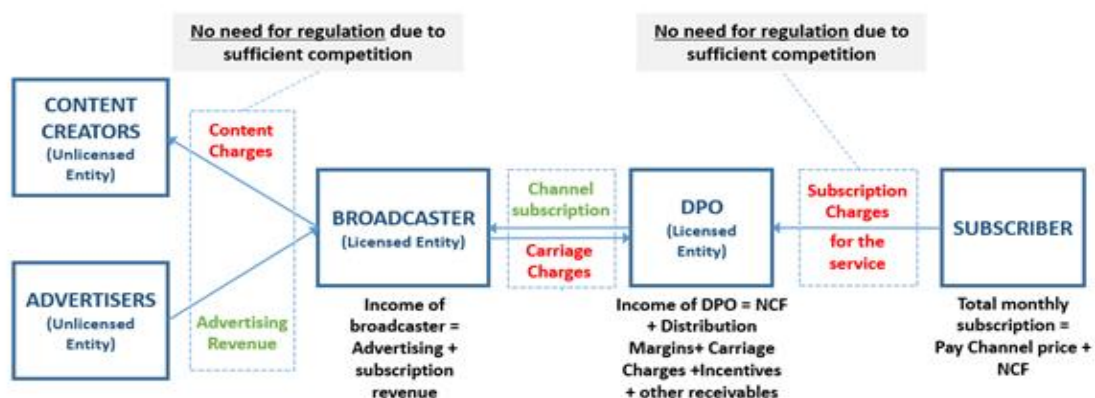 No need for regulation due to
sufficient competition
No need for regulation due to
sufficient competition
CONTENT
CREATORS
(Unlicensed
Entity)
Content
Charges
BROADCASTER
(Licensed Entity)
Channel
subscription
Carriage
Charges
DPO
(Licensed
Entity)
Subscription
Charges
for the
service
SUBSCRIBER
ADVERTISERS
(Unlicensed
Entity)
Advertising
Revenue
Income of
broadcaster =
Advertising +
subscription
revenue
Income of DPO = NCF
+ Distribution
Margins+ Carriage
Charges +Incentives
+ other receivables
Total monthly
subscription =
Pay Channel price +
NCF